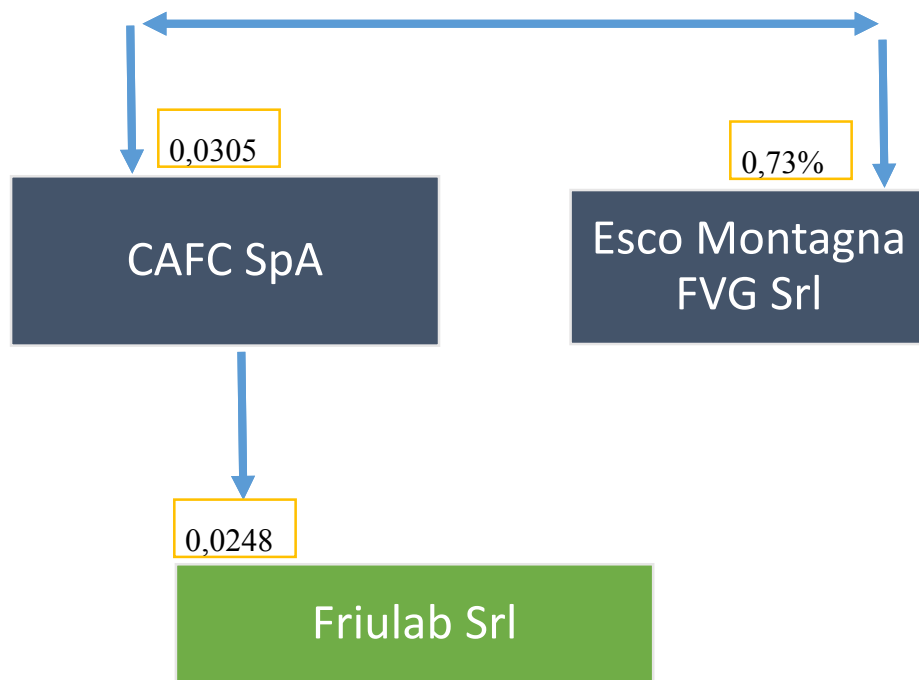 0,0305
0,73%
CAFC SpA
Esco Montagna
FVG Srl
0,0248
Friulab Srl